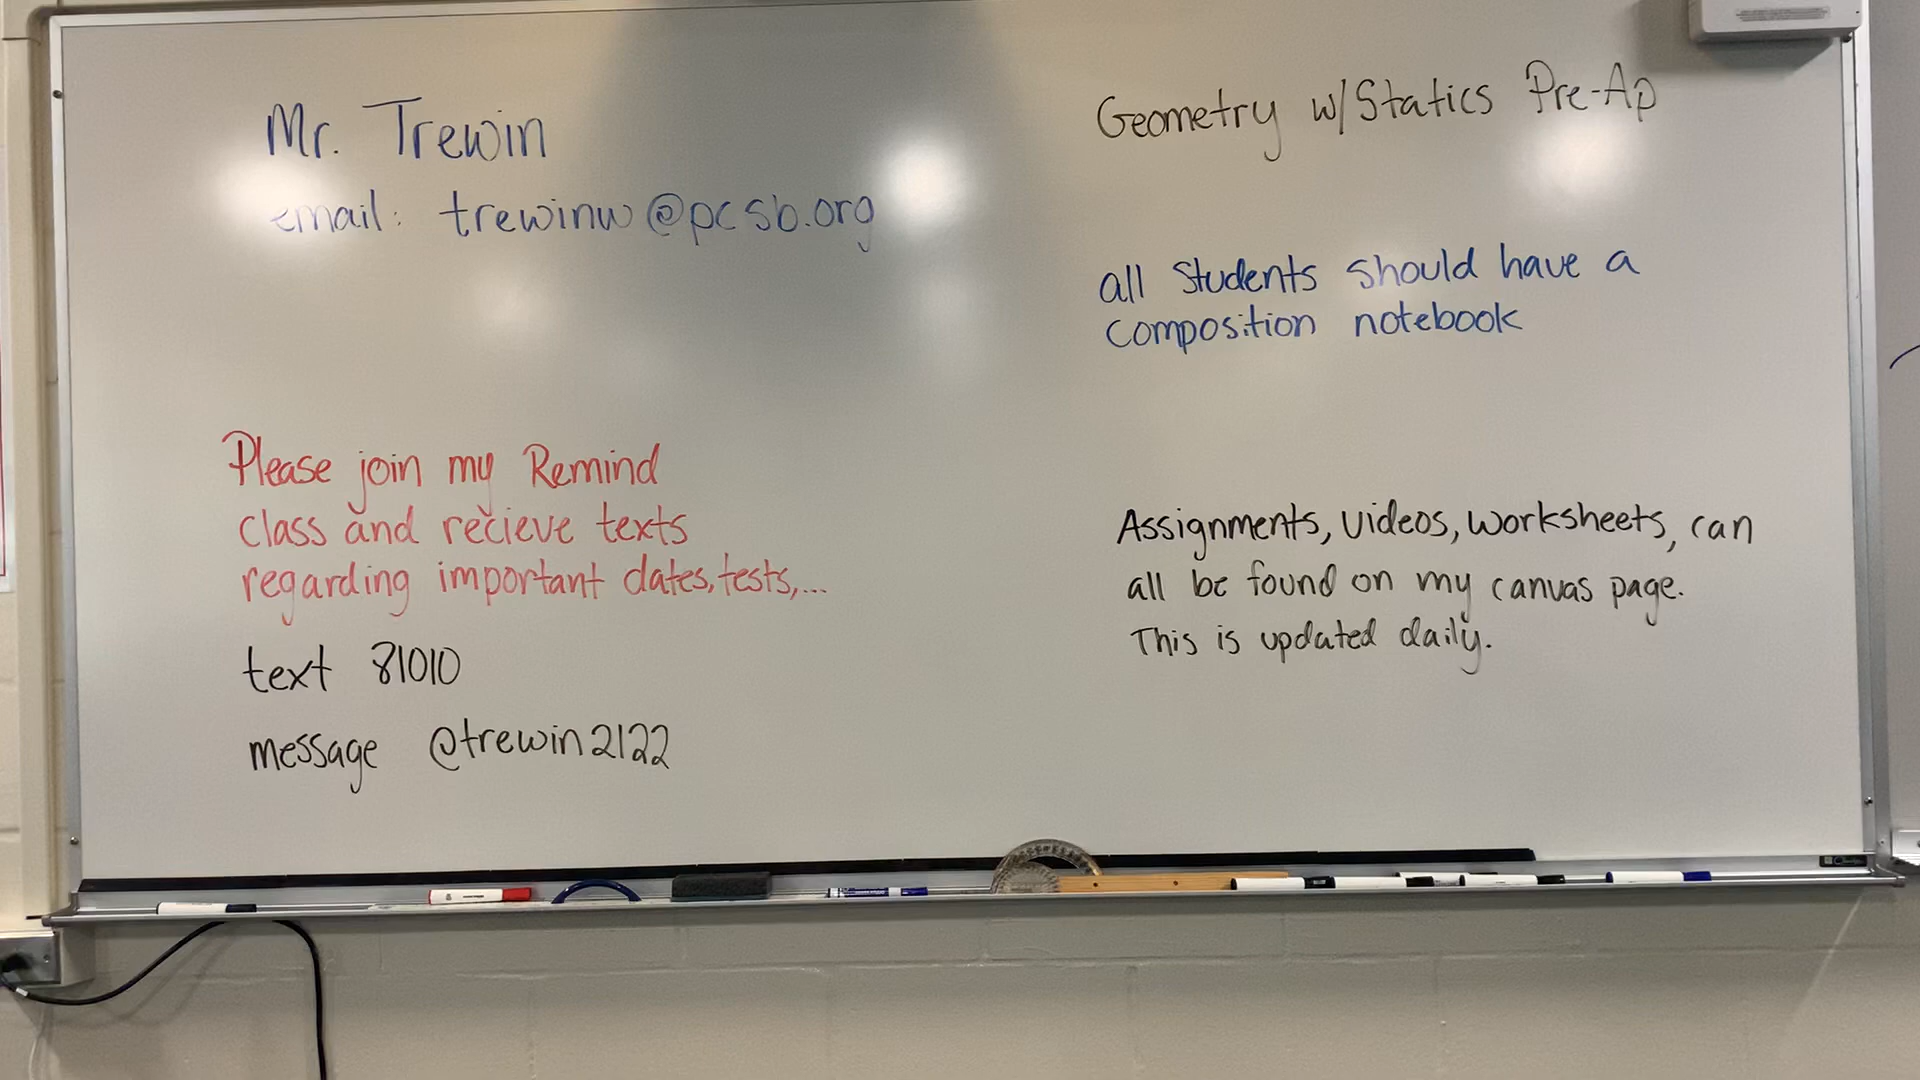 Mr. Trewin
email: trewinw@pcsb.org
Please join my Remind
class and recieve texts
regarding important dates, tests,...
text 81010
message @trewin2122
Geometry w/Statics Pre-Ap
all Students should have a
composition notebook
Assignments, videos, worksheets, can
all be found on my canvas page.
This is updated daily.